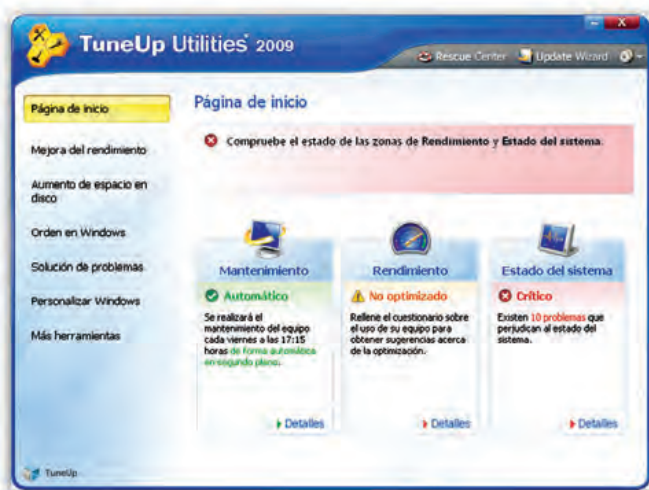 TuneUp Utilities 2009
Rescue Center Update Wizard
Página de inicio
Mejora del rendimiento
Aumento de espacio en
disco
Orden en Windows
Solución de problemas
Personalizar Windows
Más herramientas
Página de inicio
Compruebe el estado de las zonas de Rendimiento y Estado del sistema.
Mantenimiento
Automático
Se realizará el
mantenimiento del equipo
cada viernes a las 17:15
horas de forma automática
en segundo plano.
Detalles
Rendimiento
No optimizado
Rellene el cuestionario sobre
el uso de su equipo para
obtener sugerencias acerca
de la optimización.
Detalles
Estado del sistema
Crítico
Existen 10 problemas que
perjudican al estado del
sistema.
Detalles
TuneUp